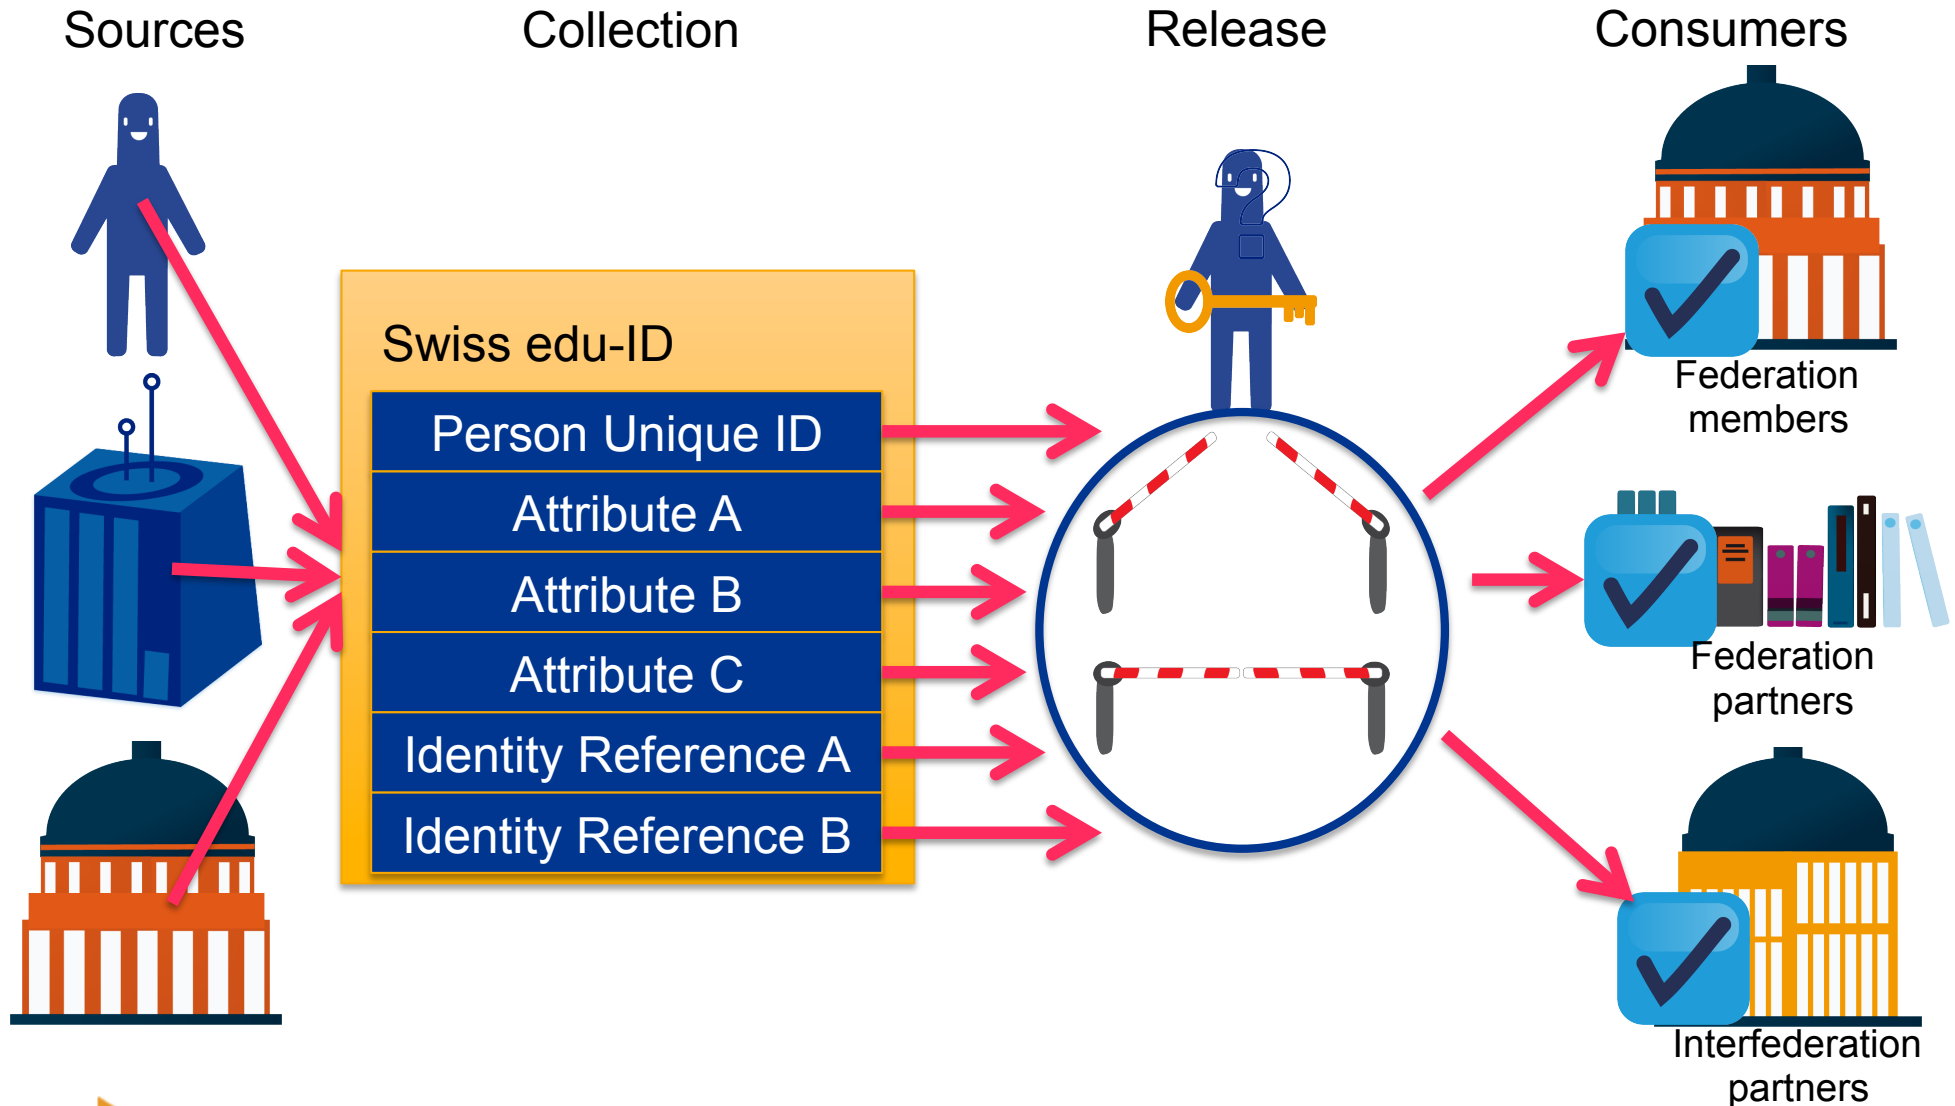 Sources
Collection
Release
Consumers
Swiss edu-ID
Person Unique ID
Attribute A
Attribute B
Attribute C
Identity Reference A
Identity Reference B
?
Federation
members
Federation
partners
Interfederation
partners